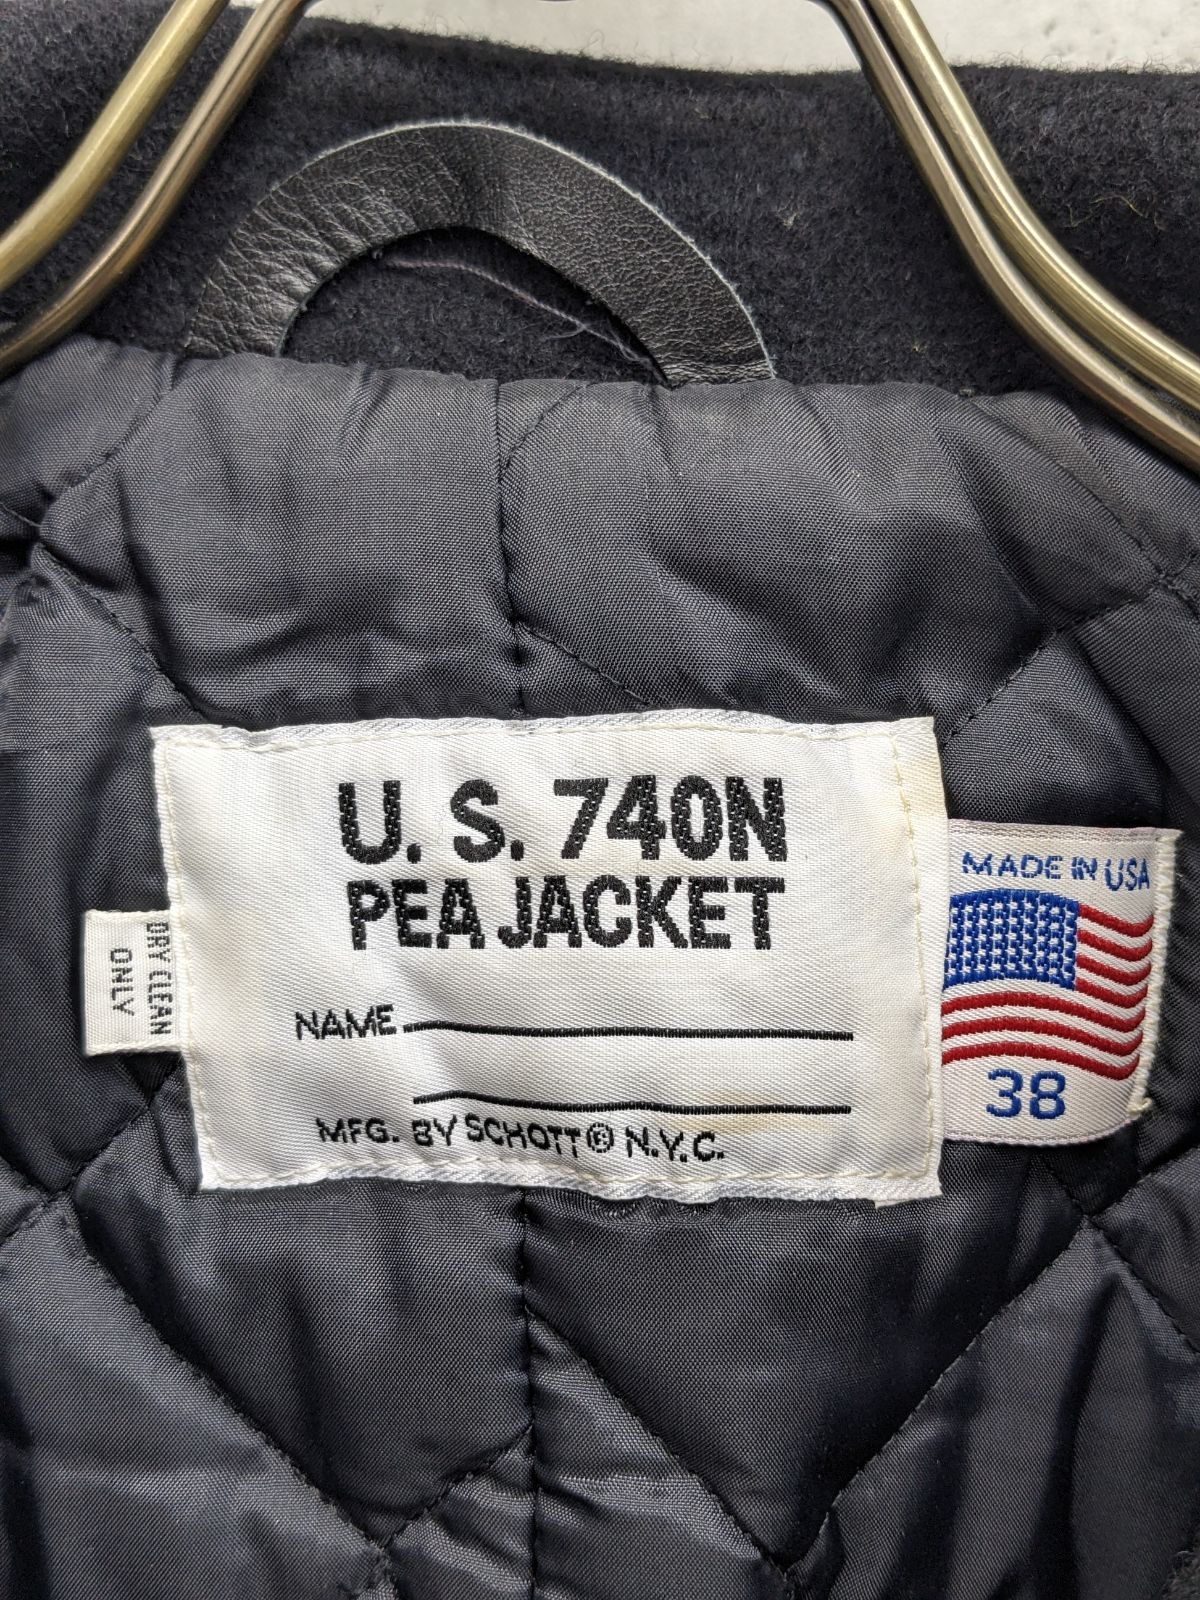 U. S. 740N
PEA JACKET
NAME
MFG. BY SCHOTT® N.Y.C.
DRY CLEAN
ONLY
MADE IN USA
38